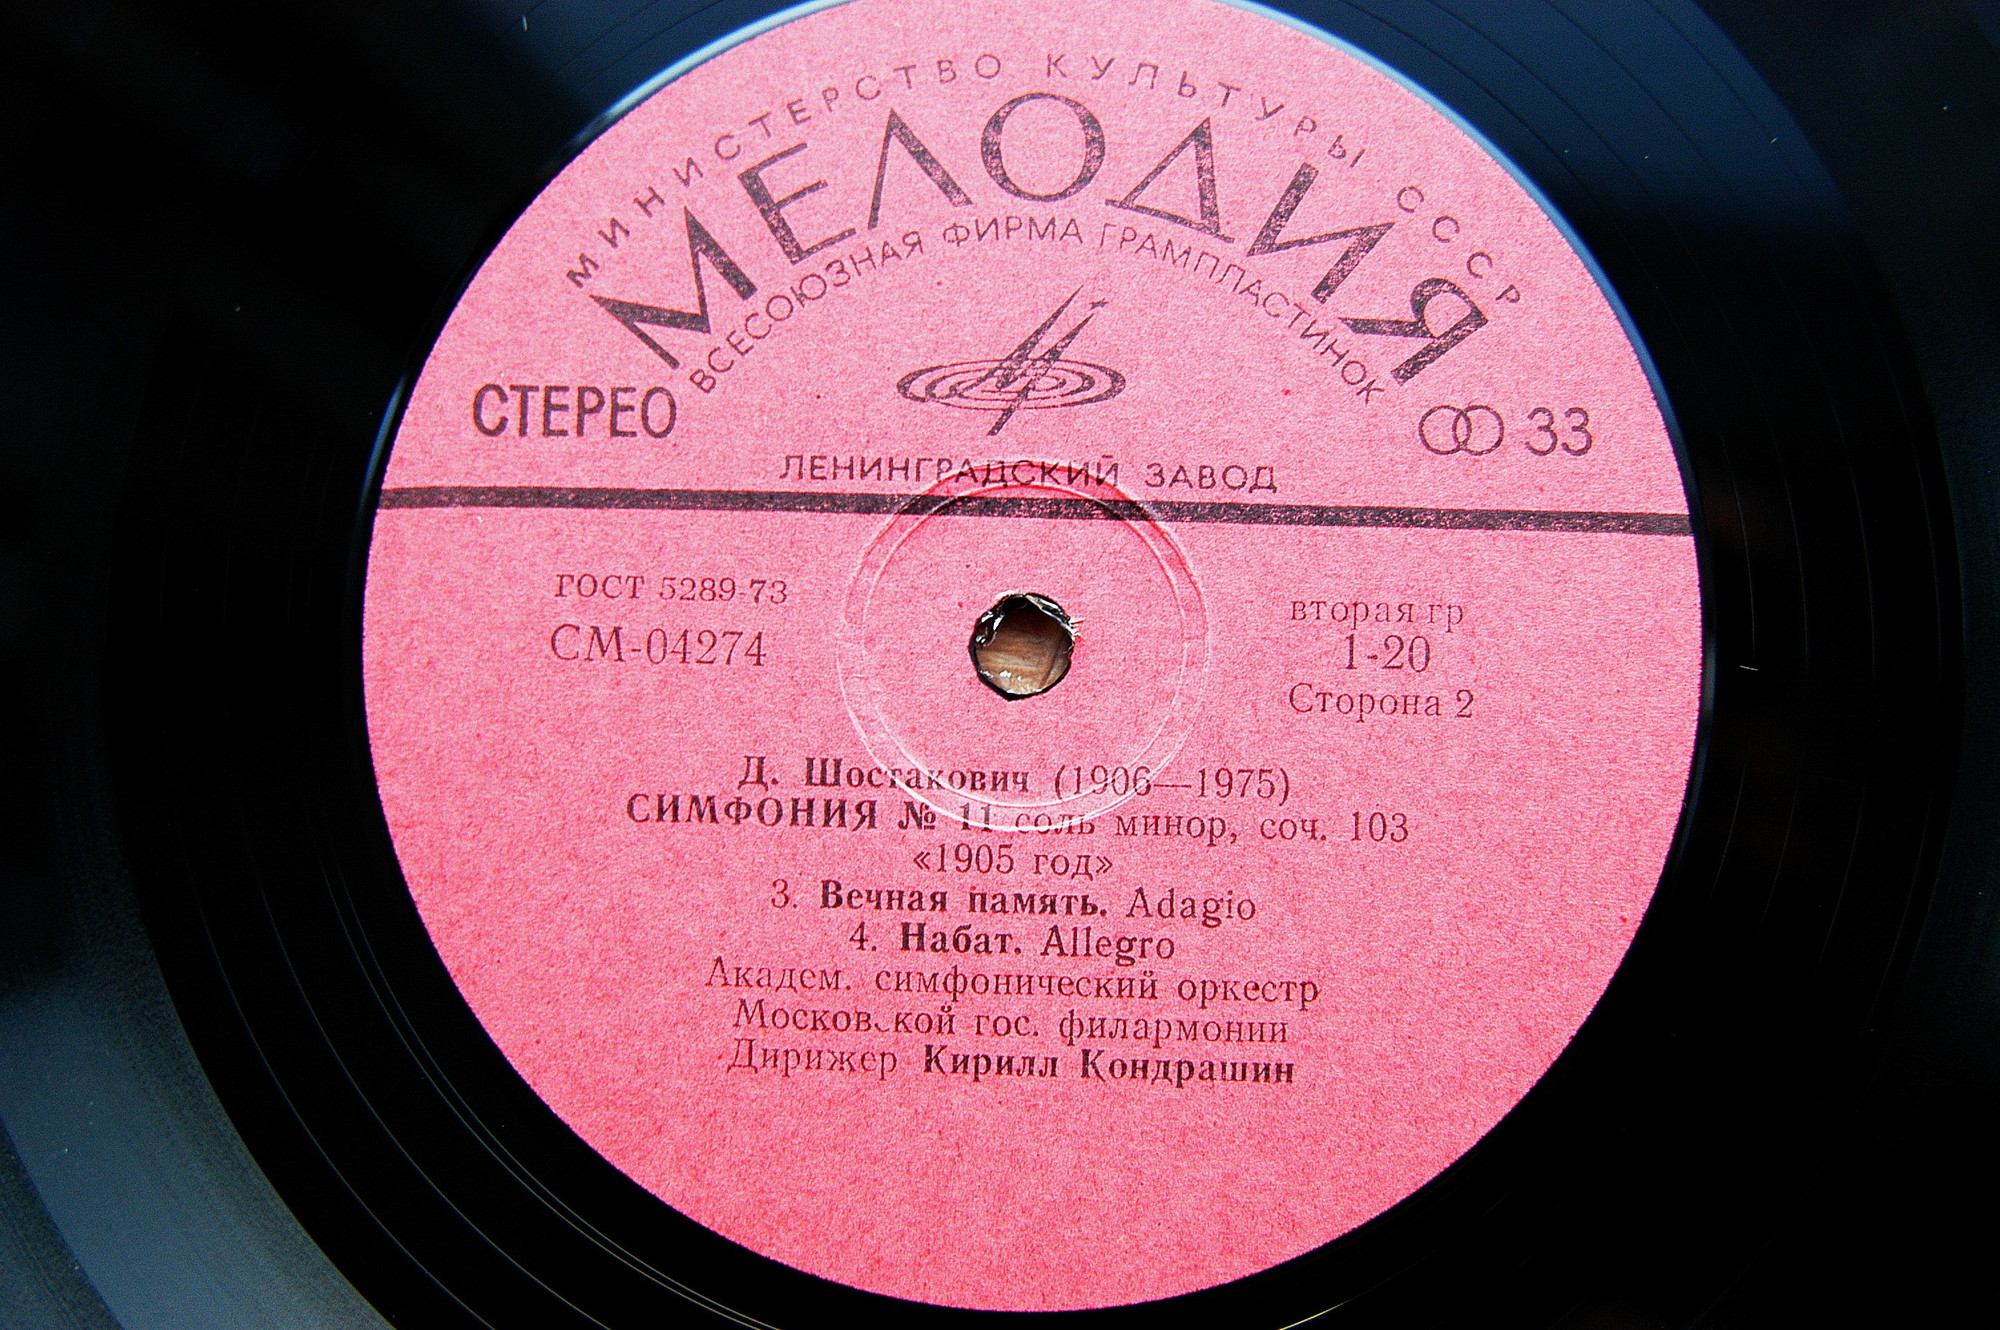 МИНИСТЕРСТВО КУЛЬТУРЫ СССР
МЕЛОДИЯ
ВСЕСОЮЗНАЯ ФИРМА ГРАМПЛАСТИНОК
СТЕРЕО
33
ЛЕНИНГРАДСКИЙ ЗАВОД
ГОСТ 5289-73
СМ-04274
вторая гр
1-20
Сторона 2
Д. Шостакович (1906—1975)
СИМФОНИЯ № 11 соль минор, соч. 103
«1905 год»
3. Вечная память. Adagio
4. Набат. Allegro
Академ. симфонический оркестр
Московской гос. филармонии
Дирижер Кирилл Кондрашин